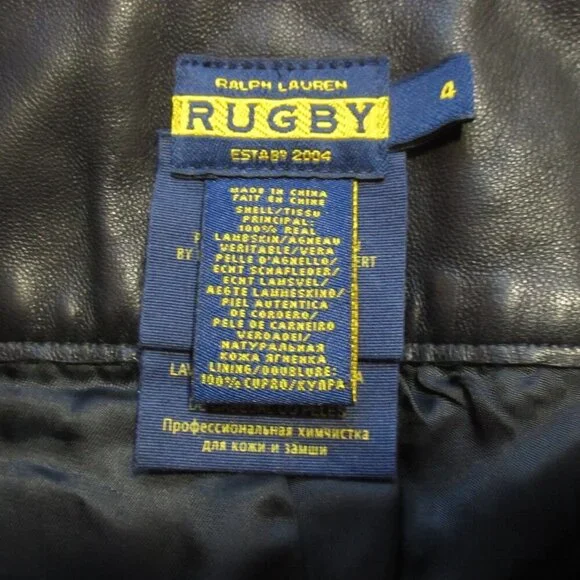 RALPH LAUREN
RUGBY
ESTABD 2004
4
MADE IN CHINA
FAIT EN CHINE
SHELL/TISSU
PRINCIPAL:
100% REAL
LAMBSKIN/AGNEAU
VERITABLE/VERA
PELLE D'AGNELLO/
ECHT SCHAFLEDER/
ECHT LAMSVEL/
AEGTE LAMMESKIND/
PIEL AUTENTICA
DE CORDERO/
PELE DE CARNEIRO
VERDADEI/
НАТУРАЛЬНАЯ
КОЖА ЯГНЕНКА
LINING/DOUBLURE:
100% CUPRO/КУПРА
BY
Профессиональная химчистка
для кожи и замши